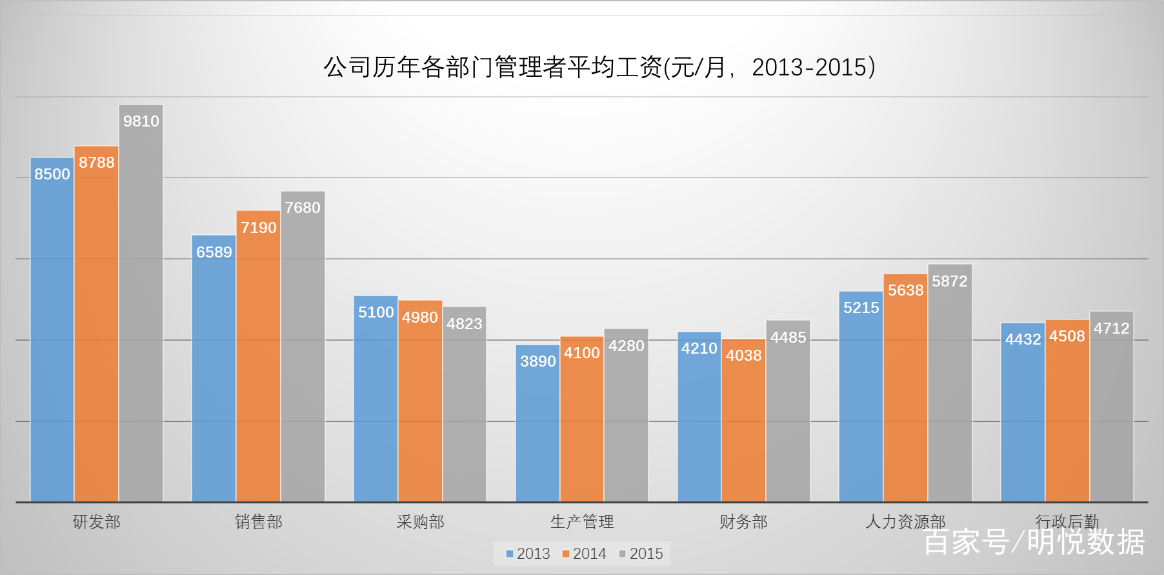 公司历年各部门管理者平均工资(元/月，2013-2015）
8500 8788 9810 6589 7190 7680 5100 4980 4823 3890 4100 4280 4210 4038 4485 5215 5638 5872 4432 4508 4712
研发部 销售部 采购部 生产管理 财务部 人力资源部 行政后勤
2013 2014 2015
百家号/明悦数据